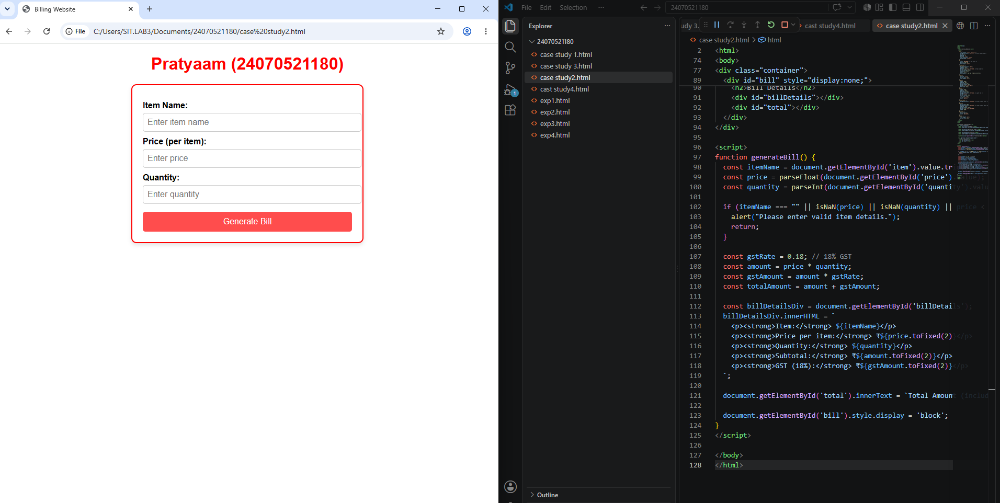 Billing Website
File
C:/Users/SIT.LAB3/Documents/24070521180/case%20study2.html
Pratyaam (24070521180)
Item Name:
Enter item name
Price (per item):
Enter price
Quantity:
Enter quantity
Generate Bill
File Edit Selection ···
24070521180
Explorer
24070521180
case study 1.html
case study 3.html
case study2.html
cast study4.html
exp1.html
exp2.html
exp3.html
exp4.html
1
Outline
udy 3.
cast study4.html
case study2.html
case study2.html > html
2 <html>
74 <body>
77 <div class="container">
89 <div id="bill" style="display:none;">
90 <h2>Bill Details</h2>
91 <div id="billDetails"></div>
92 <div id="total"></div>
93 </div>
94 </div>
95
96 <script>
97 function generateBill() {
98 const itemName = document.getElementById('item').value.tr
99 const price = parseFloat(document.getElementById('price').value);
100 const quantity = parseInt(document.getElementById('quantity').valu
101
102 if (itemName === "" || isNaN(price) || isNaN(quantity) || price <
103 alert("Please enter valid item details.");
104 return;
105 }
106
107 const gstRate = 0.18; // 18% GST
108 const amount = price * quantity;
109 const gstAmount = amount * gstRate;
110 const totalAmount = amount + gstAmount;
111
112 const billDetailsDiv = document.getElementById('billDetails');
113 billDetailsDiv.innerHTML = `
114 <p><strong>Item:</strong> ${itemName}</p>
115 <p><strong>Price per item:</strong> ₹${price.toFixed(2)}</p>
116 <p><strong>Quantity:</strong> ${quantity}</p>
117 <p><strong>Subtotal:</strong> ₹${amount.toFixed(2)}</p>
118 <p><strong>GST (18%):</strong> ₹${gstAmount.toFixed(2)}</p>
119 `;
120
121 document.getElementById('total').innerText = `Total Amount (includ
122
123 document.getElementById('bill').style.display = 'block';
124 }
125 </script>
126
127 </body>
128 </html>